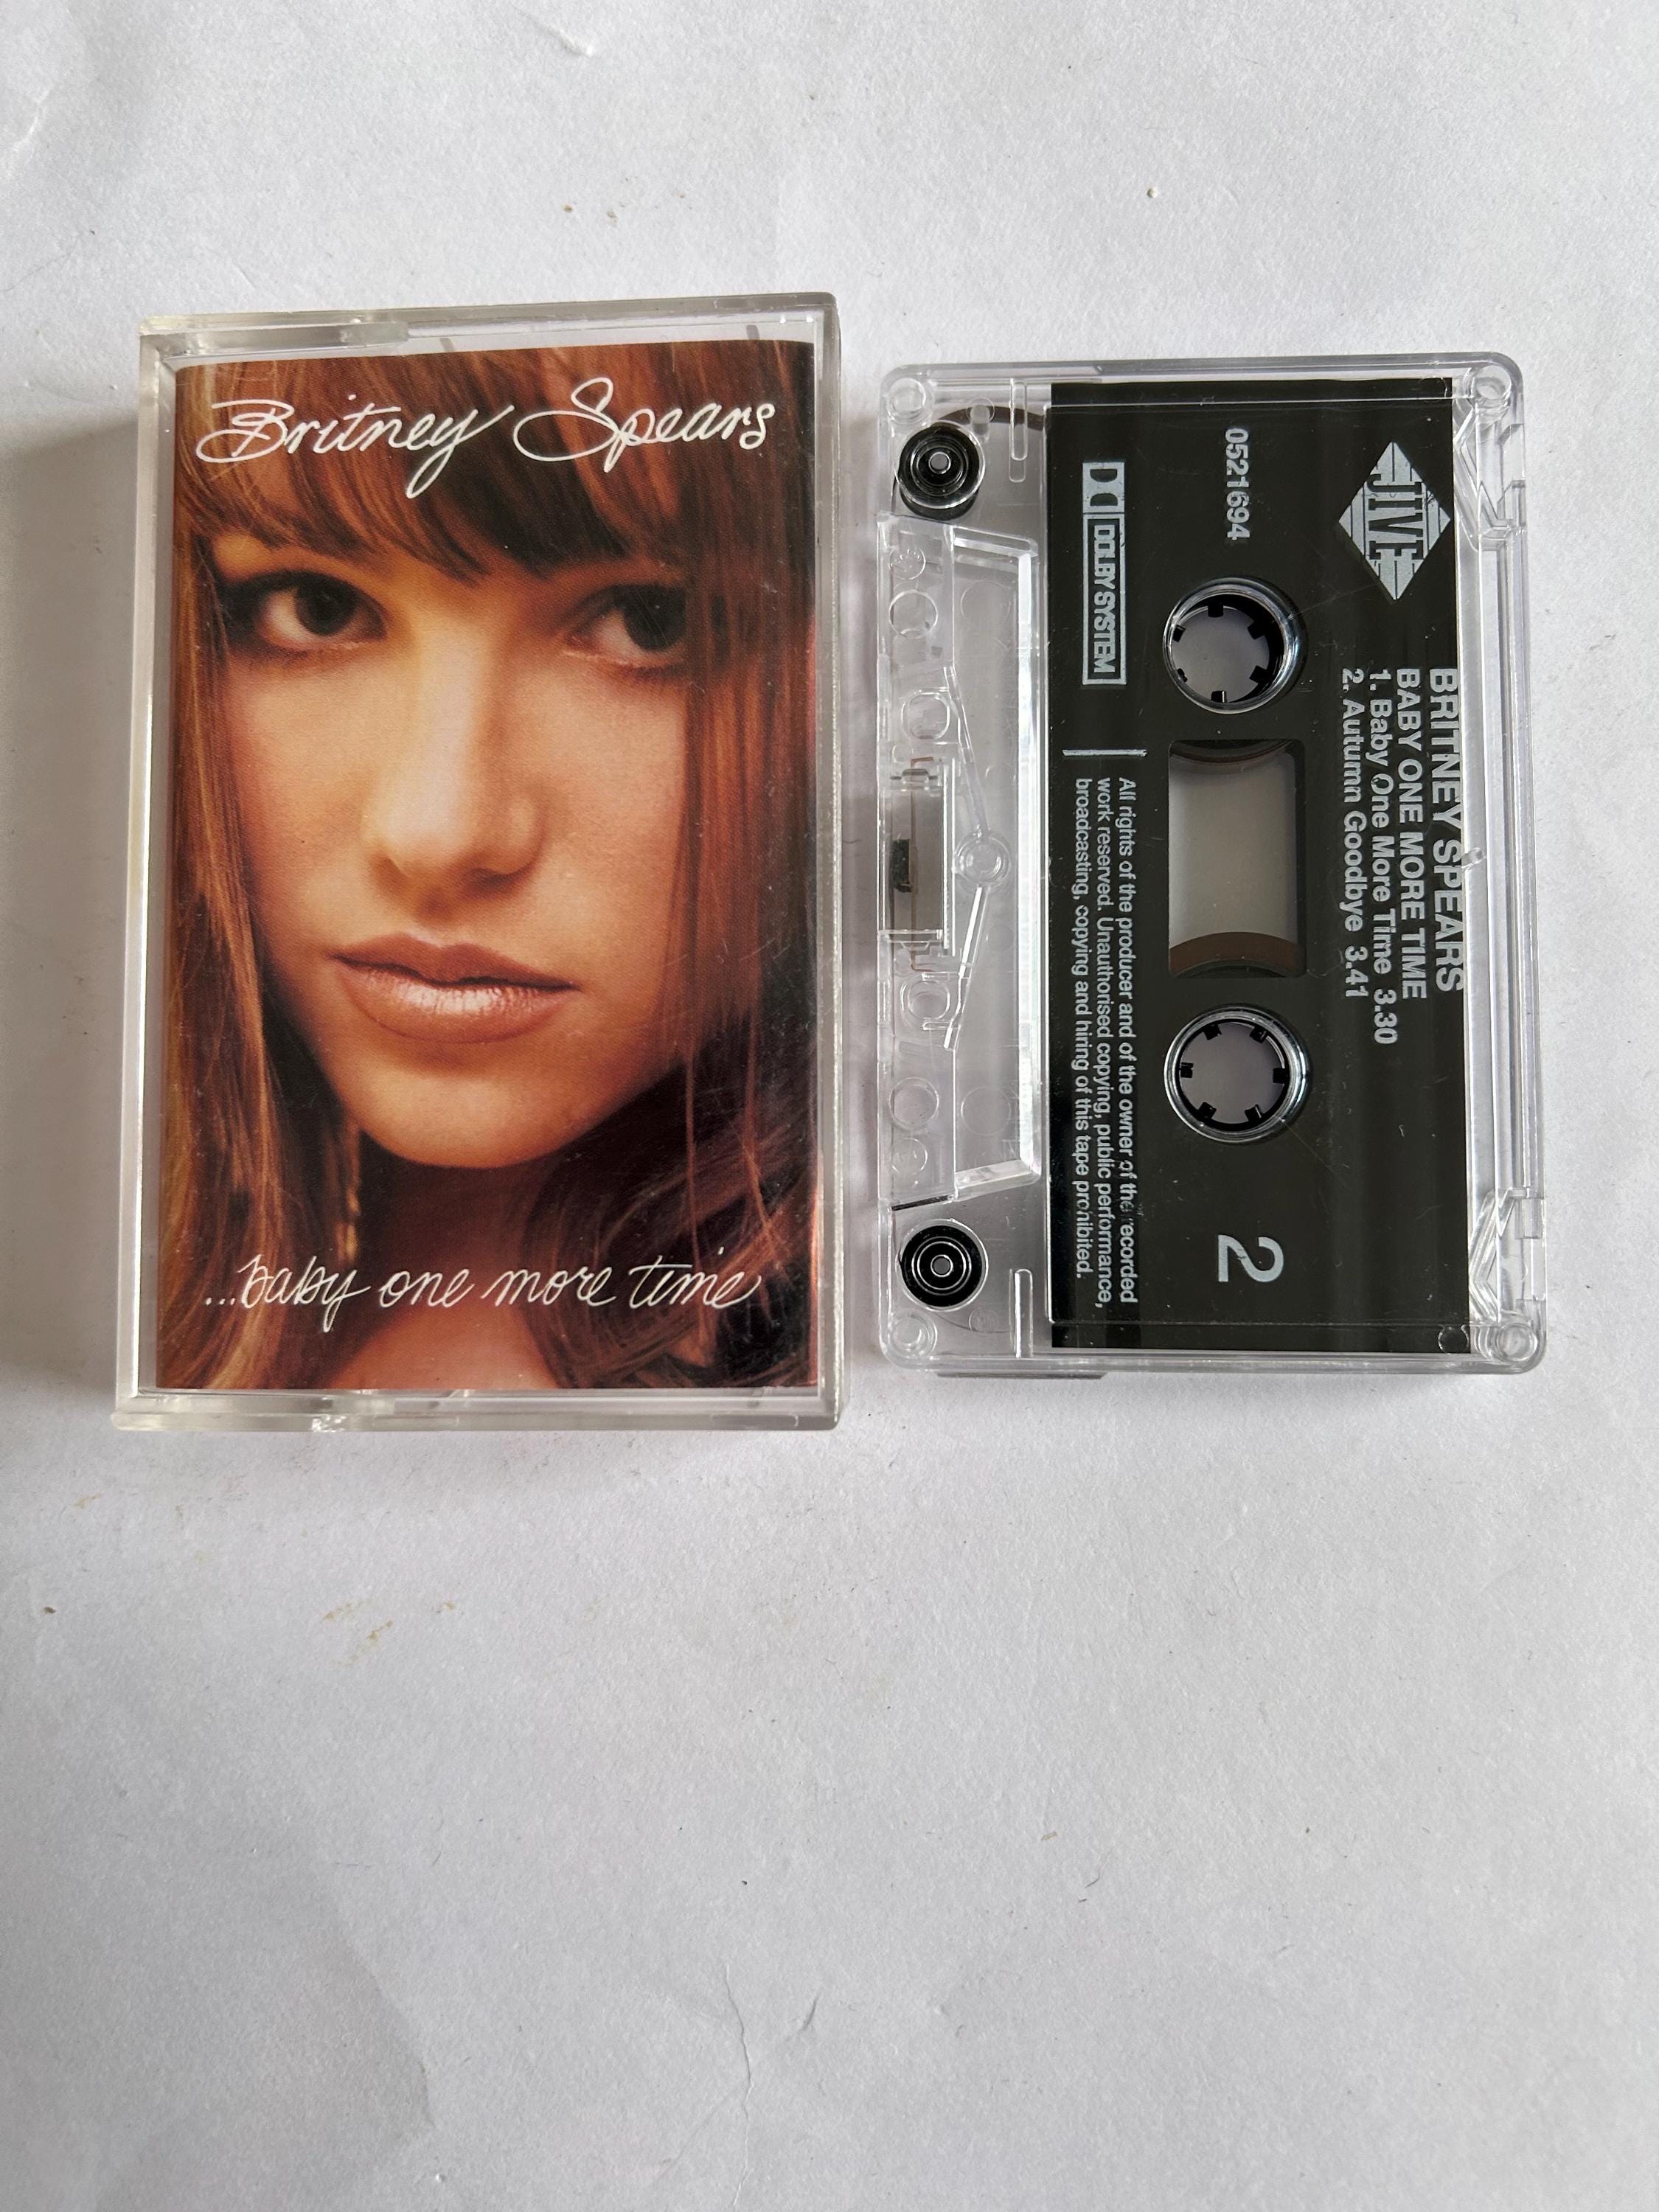 Britney Spears
...baby one more time
JIVE
BRITNEY SPEARS
BABY ONE MORE TIME
1. Baby One More Time 3.30
2. Autumn Goodbye 3.41
0521694
2
DOLBY SYSTEM
All rights of the producer and of the owner of the recorded
work reserved. Unauthorised copying, public performance,
broadcasting, copying and hiring of this tape prohibited.